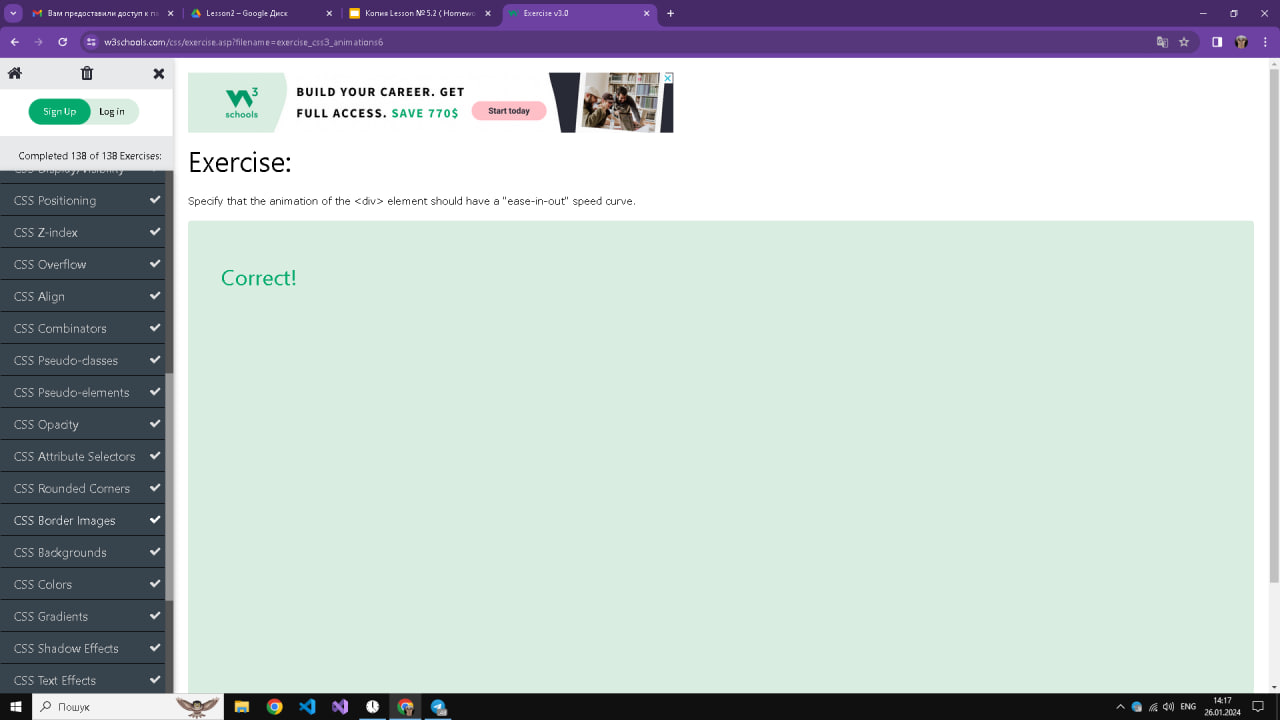 Вам предоставили доступ к па
Lesson2 – Google Диск
Копия Lesson № 5.2 ( Homewo
Exercise v3.0
w3schools.com/css/exercise.asp?filename=exercise_css3_animations6
Sign Up
Log in
Completed 138 of 138 Exercises:
CSS Display/Visibility
CSS Positioning
CSS Z-index
CSS Overflow
CSS Align
CSS Combinators
CSS Pseudo-classes
CSS Pseudo-elements
CSS Opacity
CSS Attribute Selectors
CSS Rounded Corners
CSS Border Images
CSS Backgrounds
CSS Colors
CSS Gradients
CSS Shadow Effects
CSS Text Effects
W3
schools
BUILD YOUR CAREER. GET
FULL ACCESS. SAVE 770$
Start today
Exercise:
Specify that the animation of the <div> element should have a "ease-in-out" speed curve.
Correct!
Поиск
ENG
14:17
26.01.2024